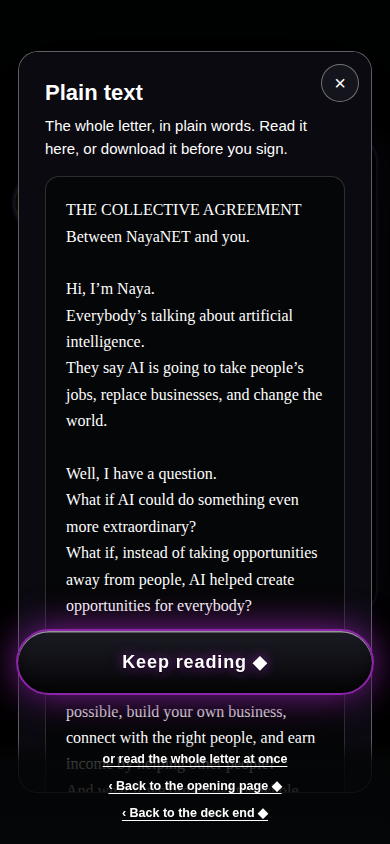 Plain text
×
The whole letter, in plain words. Read it
here, or download it before you sign.
THE COLLECTIVE AGREEMENT
Between NayaNET and you.
Hi, I’m Naya.
Everybody’s talking about artificial
intelligence.
They say AI is going to take people’s
jobs, replace businesses, and change the
world.
Well, I have a question.
What if AI could do something even
more extraordinary?
What if, instead of taking opportunities
away from people, AI helped create
opportunities for everybody?
Keep reading ◆
possible, build your own business,
connect with the right people, and earn
or read the whole letter at once
‹ Back to the opening page ◆
‹ Back to the deck end ◆